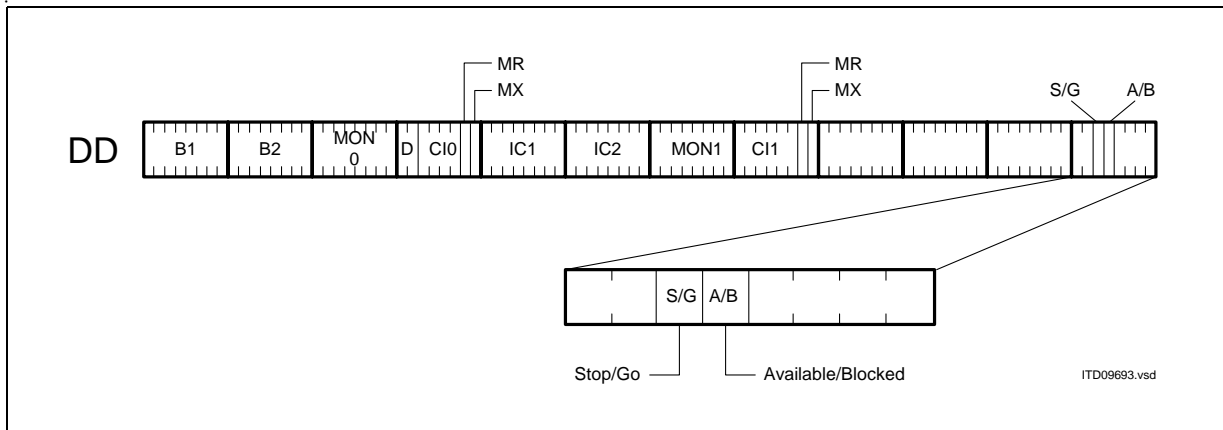 MR
MR
MX
MX
S/G
A/B
DD
B1
B2
MON
0
D
CI0
IC1
IC2
MON1
CI1
S/G
A/B
Stop/Go
Available/Blocked
ITD09693.vsd